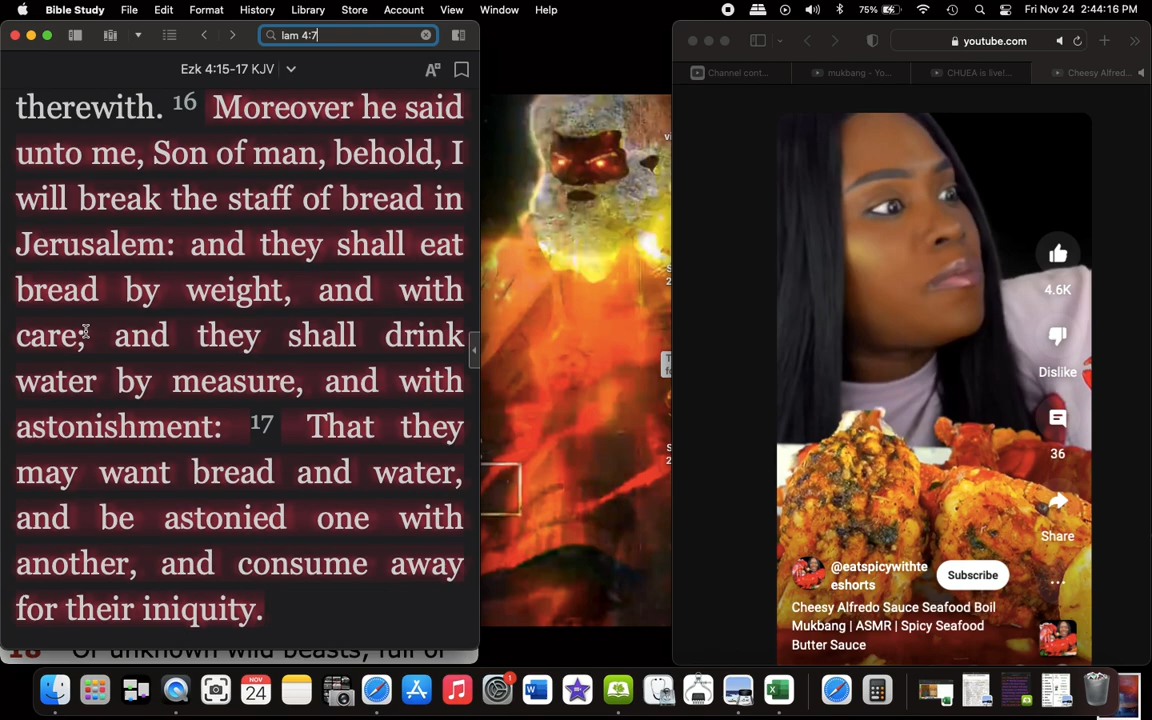 Bible Study File Edit Format History Library Store Account View Window Help
75% Fri Nov 24 2:44:16 PM
lam 4:7
Ezk 4:15-17 KJV
therewith. 16 Moreover he said
unto me, Son of man, behold, I
will break the staff of bread in
Jerusalem: and they shall eat
bread by weight, and with
care; and they shall drink
water by measure, and with
astonishment: 17 That they
may want bread and water,
and be astonied one with
another, and consume away
for their iniquity.
youtube.com
Channel cont...
mukbang - Yo...
CHUEA is live!...
Cheesy Alfred...
4.6K
Dislike
36
Share
@eatspicywithte
eshorts
Subscribe
Cheesy Alfredo Sauce Seafood Boil
Mukbang | ASMR | Spicy Seafood
Butter Sauce
NOV
24
1